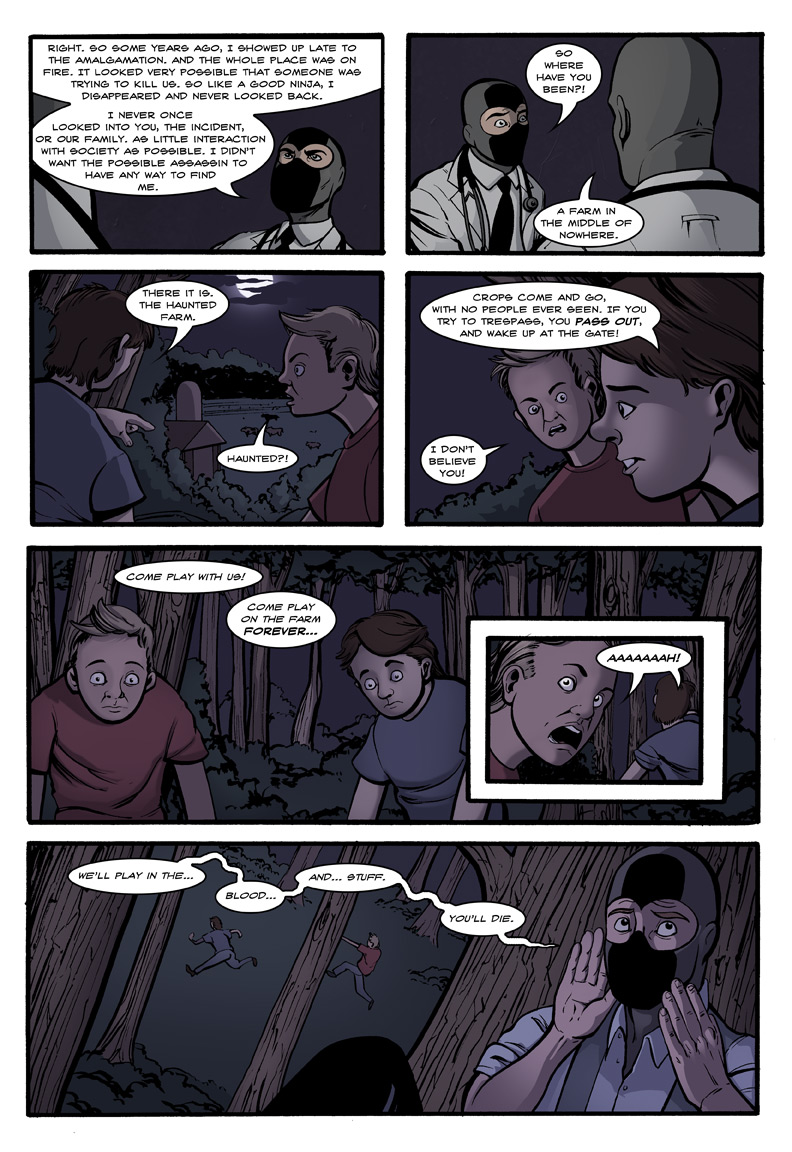 RIGHT. SO SOME YEARS AGO, I SHOWED UP LATE TO
THE AMALGAMATION. AND THE WHOLE PLACE WAS ON
FIRE. IT LOOKED VERY POSSIBLE THAT SOMEONE WAS
TRYING TO KILL US. SO LIKE A GOOD NINJA, I
DISAPPEARED AND NEVER LOOKED BACK.
I NEVER ONCE
LOOKED INTO YOU, THE INCIDENT,
OR OUR FAMILY. AS LITTLE INTERACTION
WITH SOCIETY AS POSSIBLE. I DIDN'T
WANT THE POSSIBLE ASSASSIN TO
HAVE ANY WAY TO FIND
ME.
SO
WHERE
HAVE YOU
BEEN?!
A FARM IN
THE MIDDLE OF
NOWHERE.
THERE IT IS.
THE HAUNTED
FARM.
HAUNTED?!
CROPS COME AND GO,
WITH NO PEOPLE EVER SEEN. IF YOU
TRY TO TRESPASS, YOU PASS OUT,
AND WAKE UP AT THE GATE!
I DON'T
BELIEVE
YOU!
COME PLAY WITH US!
COME PLAY
ON THE FARM
FOREVER...
AAAAAAAH!
WE'LL PLAY IN THE...
BLOOD...
AND... STUFF.
YOU'LL DIE.